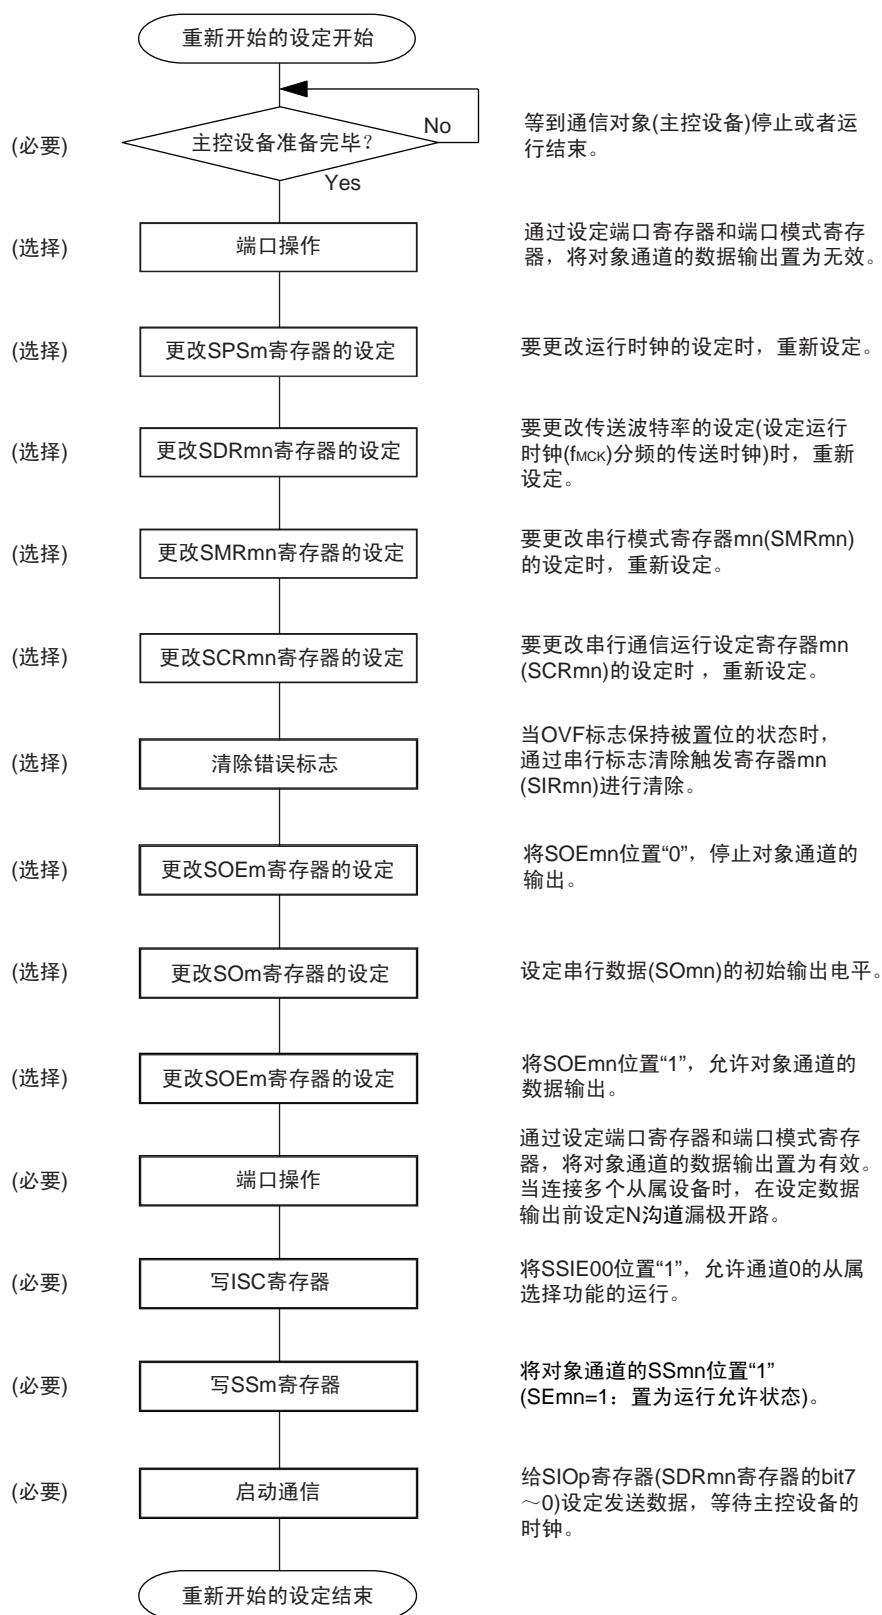 重新开始的设定开始
(必要)
主控设备准备完毕？
No
Yes
等到通信对象(主控设备)停止或者运
行结束。
(选择)
端口操作
通过设定端口寄存器和端口模式寄存
器，将对象通道的数据输出置为无效。
(选择)
更改SPSm寄存器的设定
要更改运行时钟的设定时，重新设定。
(选择)
更改SDRmn寄存器的设定
要更改传送波特率的设定(设定运行
时钟(fMCK)分频的传送时钟)时，重新
设定。
(选择)
更改SMRmn寄存器的设定
要更改串行模式寄存器mn(SMRmn)
的设定时，重新设定。
(选择)
更改SCRmn寄存器的设定
要更改串行通信运行设定寄存器mn
(SCRmn)的设定时，重新设定。
(选择)
清除错误标志
当OVF标志保持被置位的状态时，
通过串行标志清除触发寄存器mn
(SIRmn)进行清除。
(选择)
更改SOEm寄存器的设定
将SOEmn位置“0”，停止对象通道的
输出。
(选择)
更改SOm寄存器的设定
设定串行数据(SOmn)的初始输出电平。
(选择)
更改SOEm寄存器的设定
将SOEmn位置“1”，允许对象通道的
数据输出。
(必要)
端口操作
通过设定端口寄存器和端口模式寄存
器，将对象通道的数据输出置为有效。
当连接多个从属设备时，在设定数据
输出前设定N沟道漏极开路。
(必要)
写ISC寄存器
将SSIE00位置“1”，允许通道0的从属
选择功能的运行。
(必要)
写SSm寄存器
将对象通道的SSmn位置“1”
(SEmn=1：置为运行允许状态)。
(必要)
启动通信
给SIOp寄存器(SDRmn寄存器的bit7
～0)设定发送数据，等待主控设备的
时钟。
重新开始的设定结束